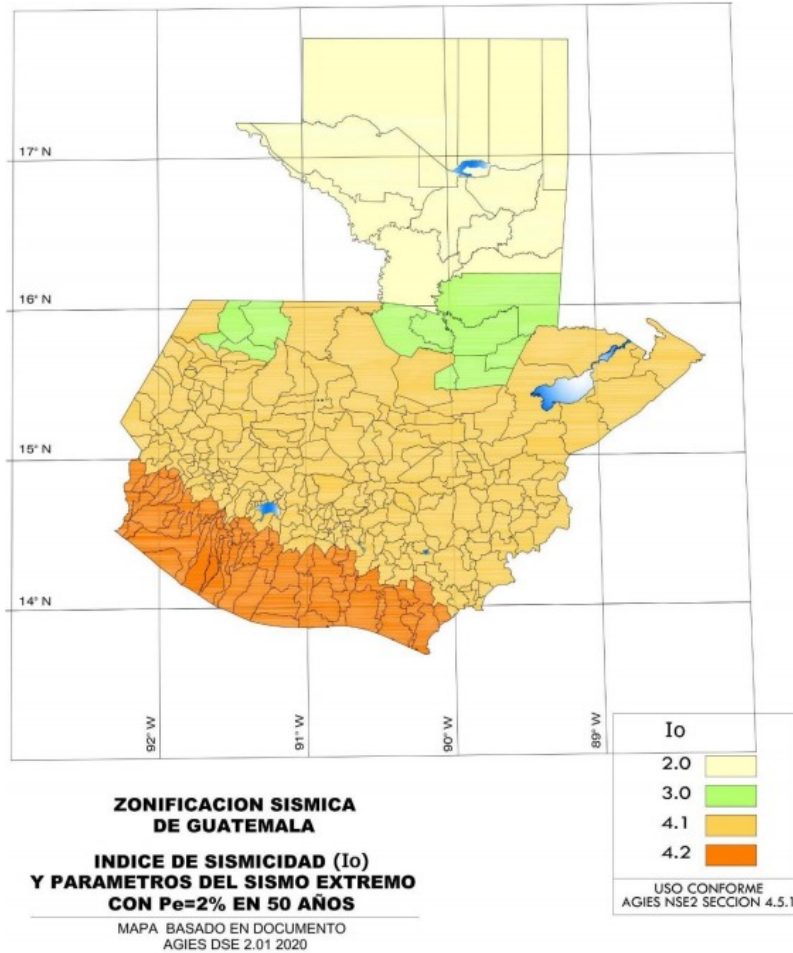 17° N
16° N
15° N
14° N
92° W
91° W
90° W
89° W
Io
2.0
3.0
4.1
4.2
USO CONFORME
AGIES NSE2 SECCION 4.5.1
ZONIFICACION SISMICA
DE GUATEMALA
INDICE DE SISMICIDAD (Io)
Y PARAMETROS DEL SISMO EXTREMO
CON Pe=2% EN 50 AÑOS
MAPA BASADO EN DOCUMENTO
AGIES DSE 2.01 2020